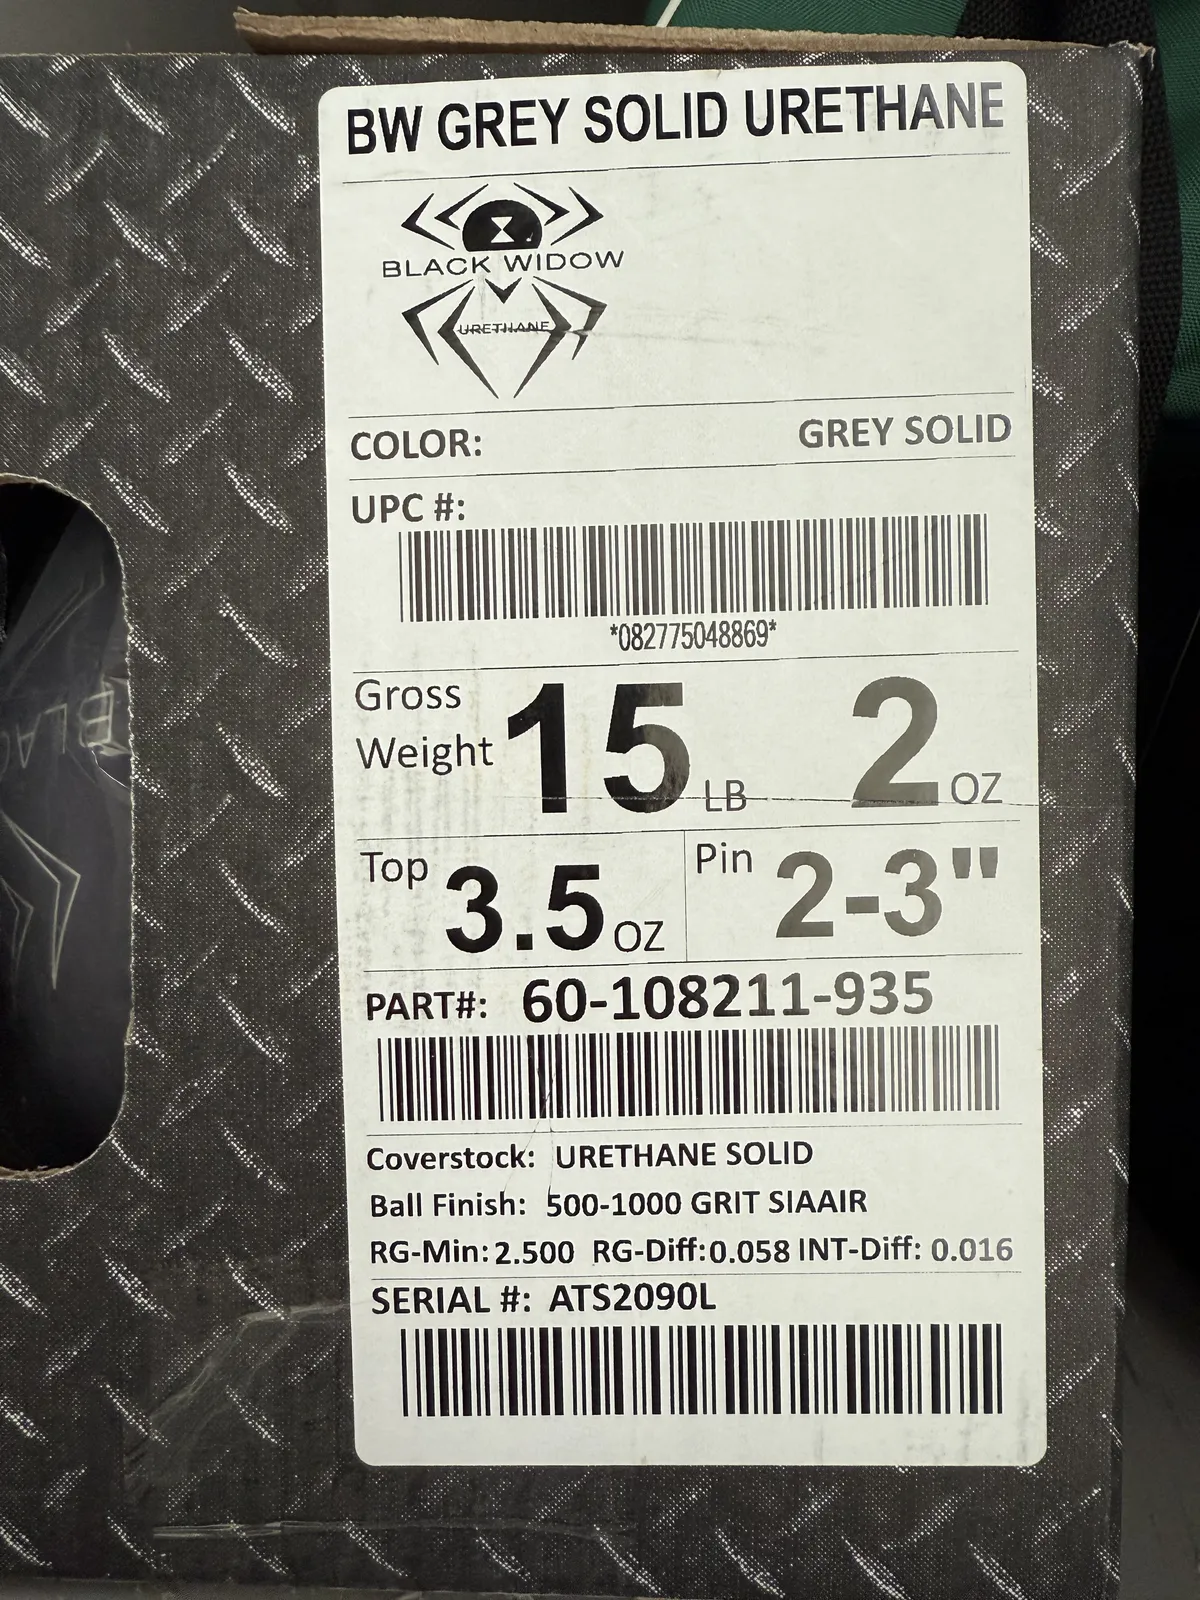 BW GREY SOLID URETHANE
BLACK WIDOW
URETHANE
COLOR: GREY SOLID
UPC #:
*082775048869*
Gross Weight 15 LB 2 OZ
Top 3.5 OZ Pin 2-3"
PART#: 60-108211-935
Coverstock: URETHANE SOLID
Ball Finish: 500-1000 GRIT SIAAIR
RG-Min: 2.500 RG-Diff: 0.058 INT-Diff: 0.016
SERIAL #: ATS2090L